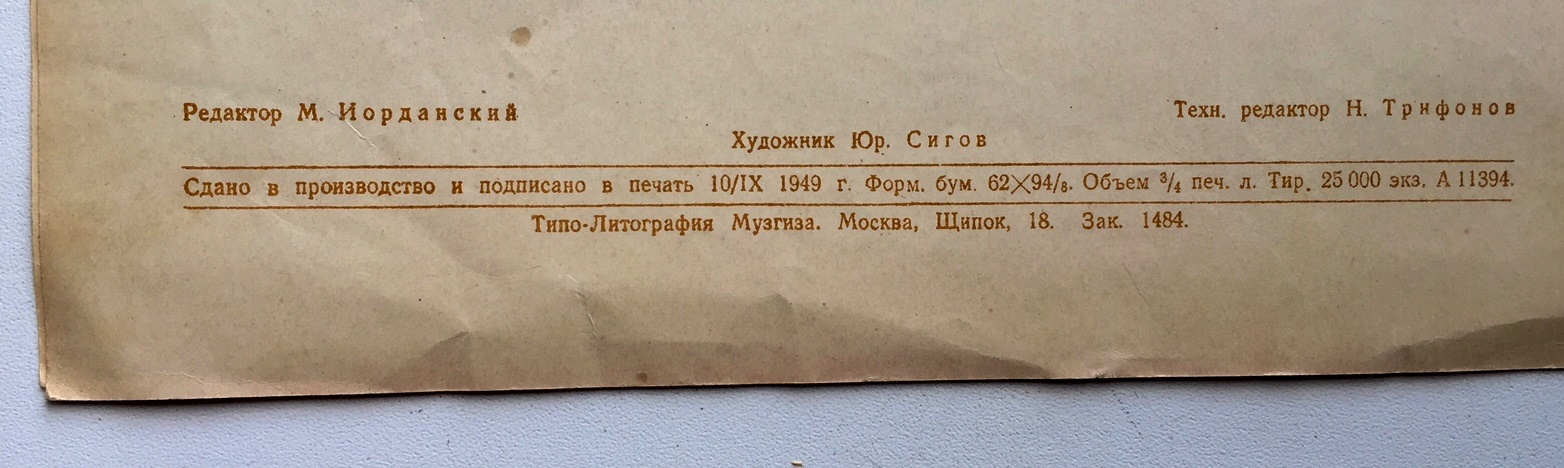 Редактор М. Иорданский
Техн. редактор Н. Трифонов
Художник Юр. Сигов
Сдано в производство и подписано в печать 10/IX 1949 г. Форм. бум. 62×94/8. Объем 3/4 печ. л. Тир. 25 000 экз. А 11394.
Типо-Литография Музгиза. Москва, Щипок, 18. Зак. 1484.